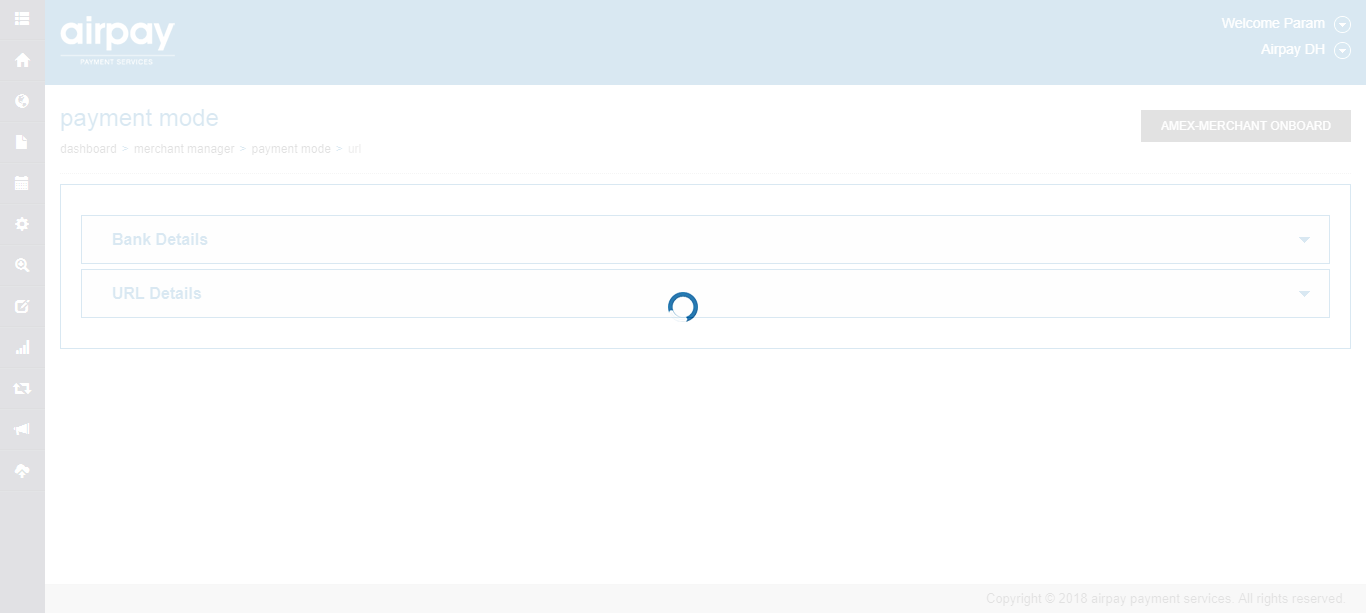 airpay
PAYMENT SERVICES
Welcome Param
Airpay DH
payment mode
AMEX-MERCHANT ONBOARD
dashboard > merchant manager > payment mode > url
Bank Details
URL Details
Copyright © 2018 airpay payment services. All rights reserved.